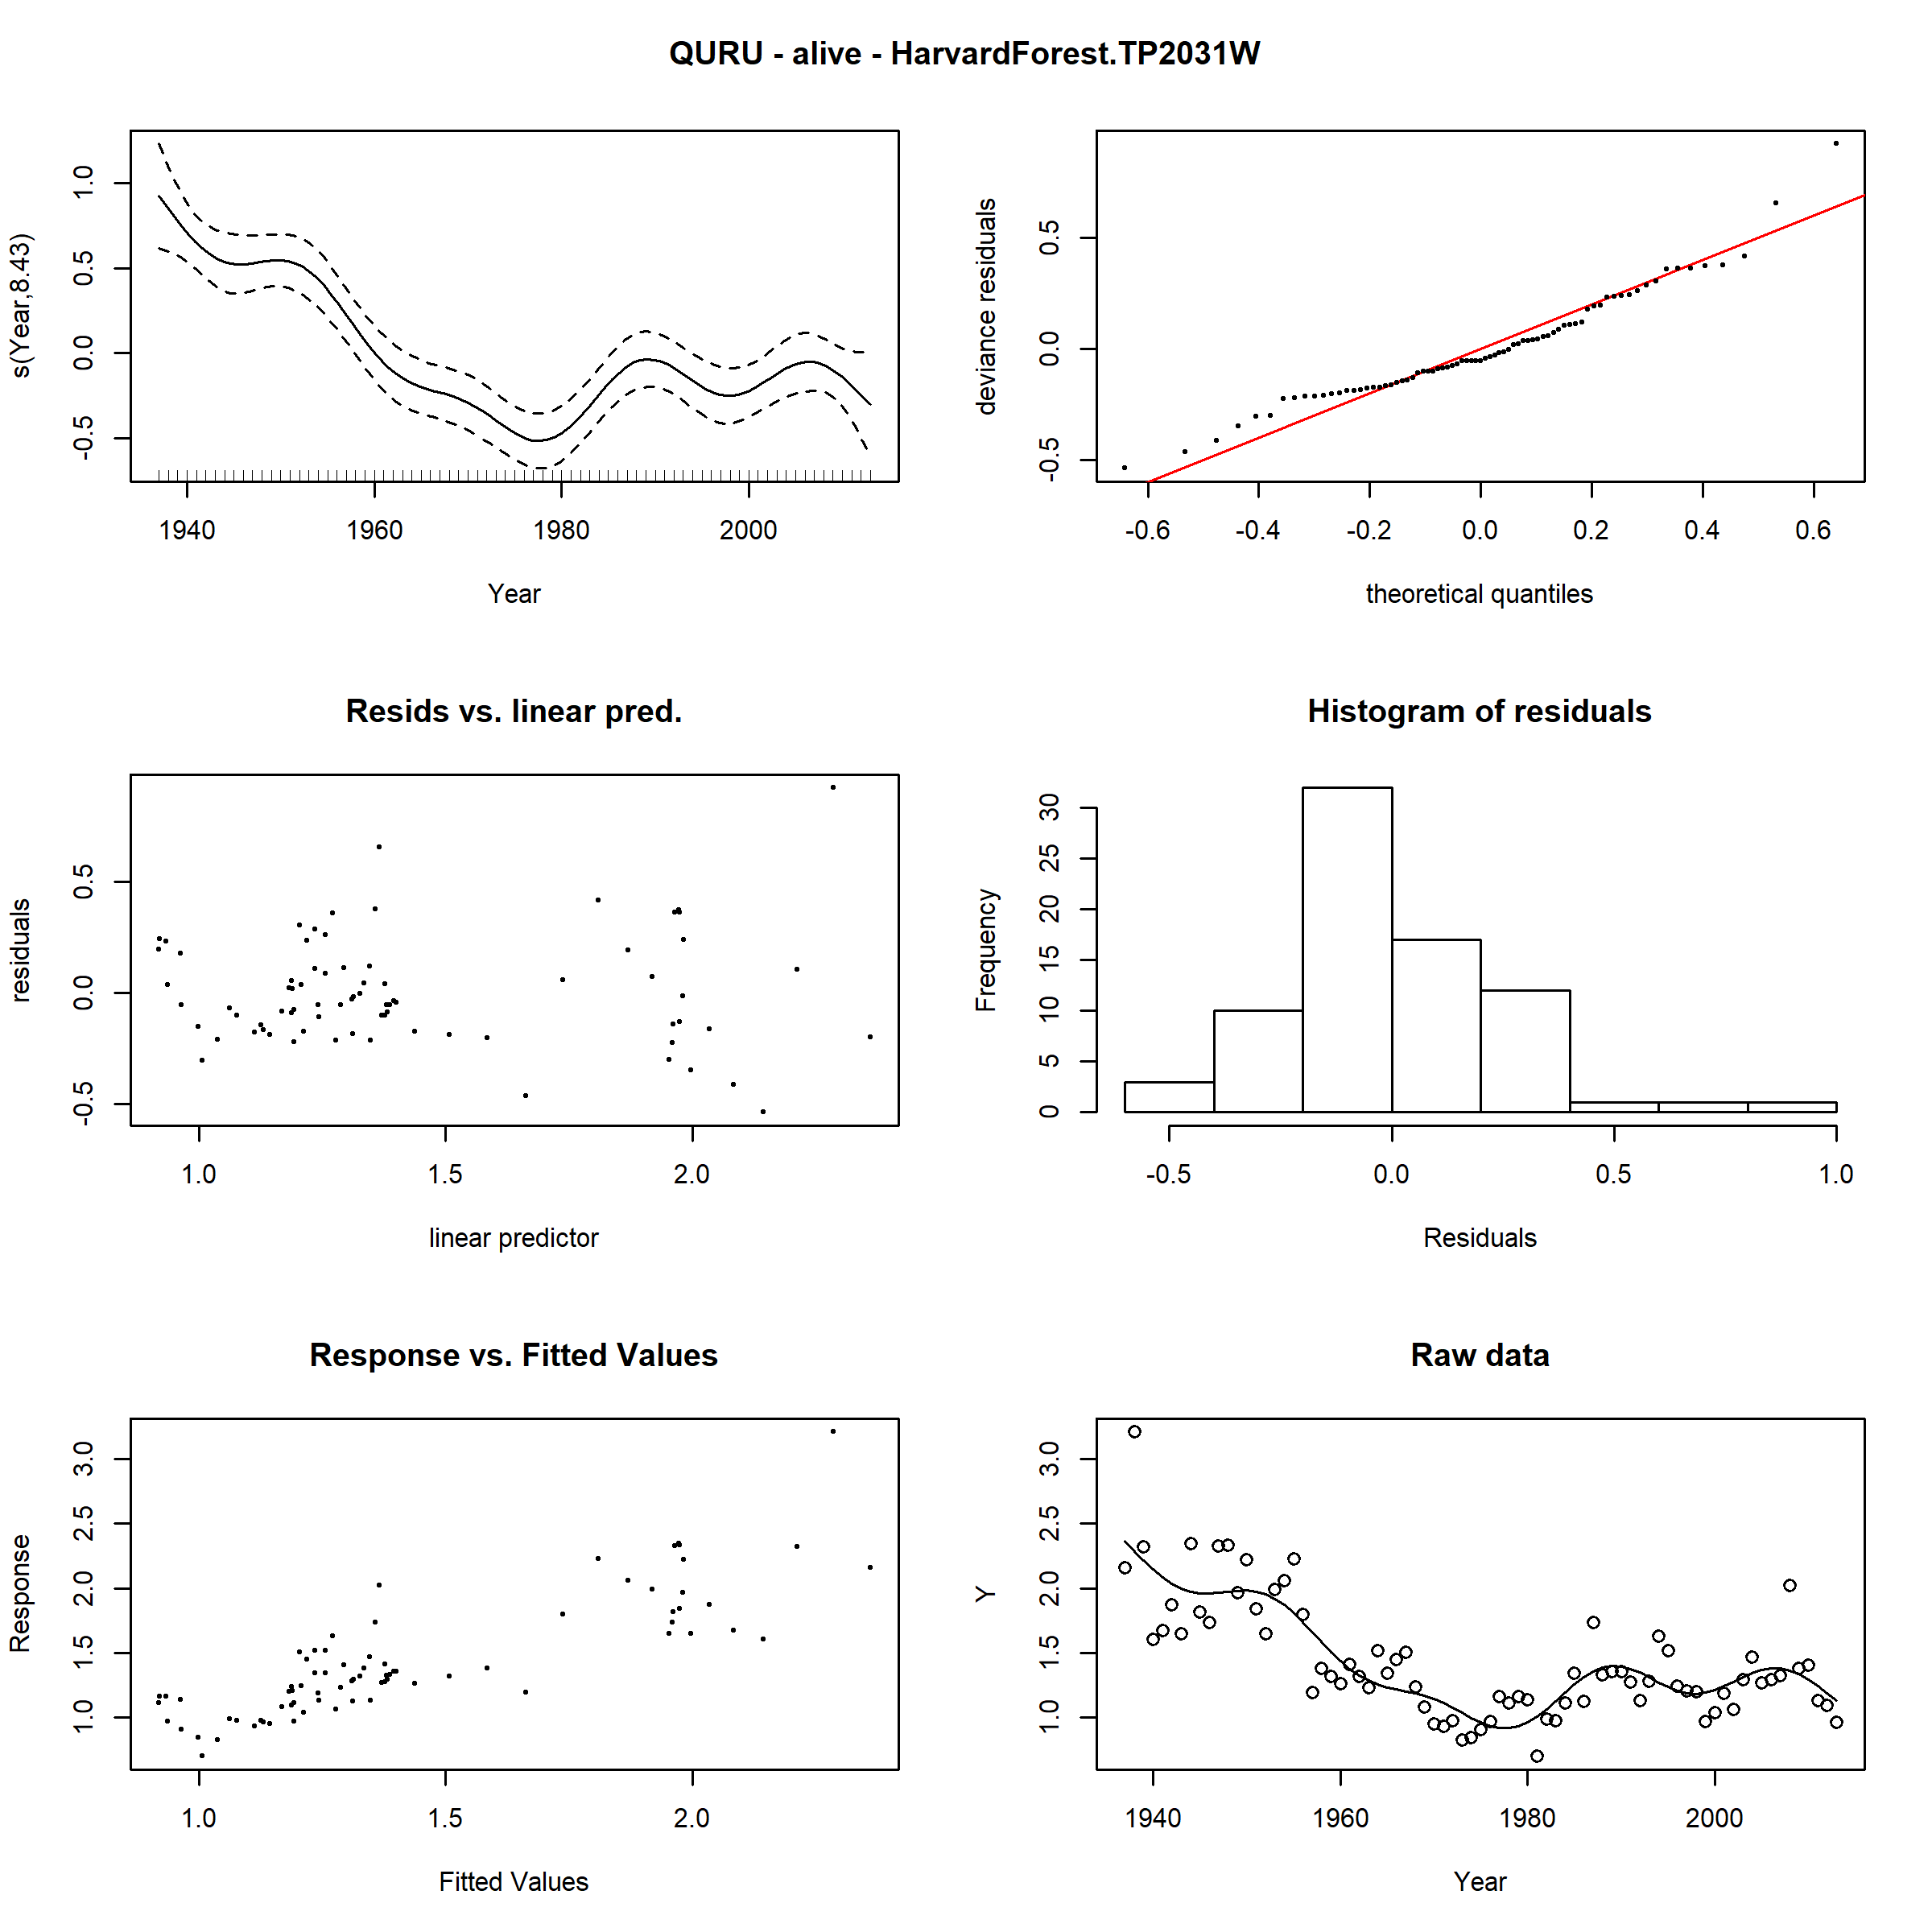 QURU - alive - HarvardForest.TP2031W
s(Year,8.43)
-0.5 0.0 0.5 1.0
1940 1960 1980 2000
Year
deviance residuals
-0.5 0.0 0.5
-0.6 -0.4 -0.2 0.0 0.2 0.4 0.6
theoretical quantiles
Resids vs. linear pred.
residuals
-0.5 0.0 0.5
1.0 1.5 2.0
linear predictor
Histogram of residuals
Frequency
0 5 10 15 20 25 30
-0.5 0.0 0.5 1.0
Residuals
Response vs. Fitted Values
Response
1.0 1.5 2.0 2.5 3.0
1.0 1.5 2.0
Fitted Values
Raw data
Y
1.0 1.5 2.0 2.5 3.0
1940 1960 1980 2000
Year